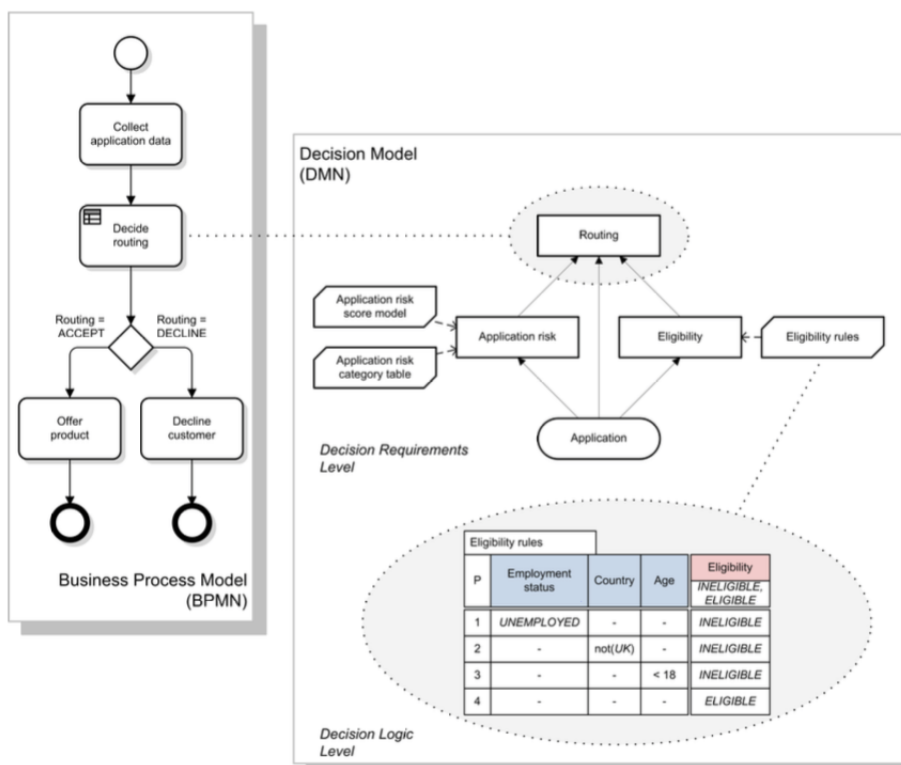 Collect
application data
Decide
routing
Routing =
ACCEPT
Routing =
DECLINE
Offer
product
Decline
customer
Business Process Model
(BPMN)
Decision Model
(DMN)
Routing
Application risk
score model
Application risk
category table
Application risk
Eligibility
Eligibility rules
Application
Decision Requirements
Level
Eligibility rules
P Employment status Country Age Eligibility
INELIGIBLE,
ELIGIBLE
1 UNEMPLOYED - - INELIGIBLE
2 - not(UK) - INELIGIBLE
3 - - < 18 INELIGIBLE
4 - - - ELIGIBLE
Decision Logic
Level